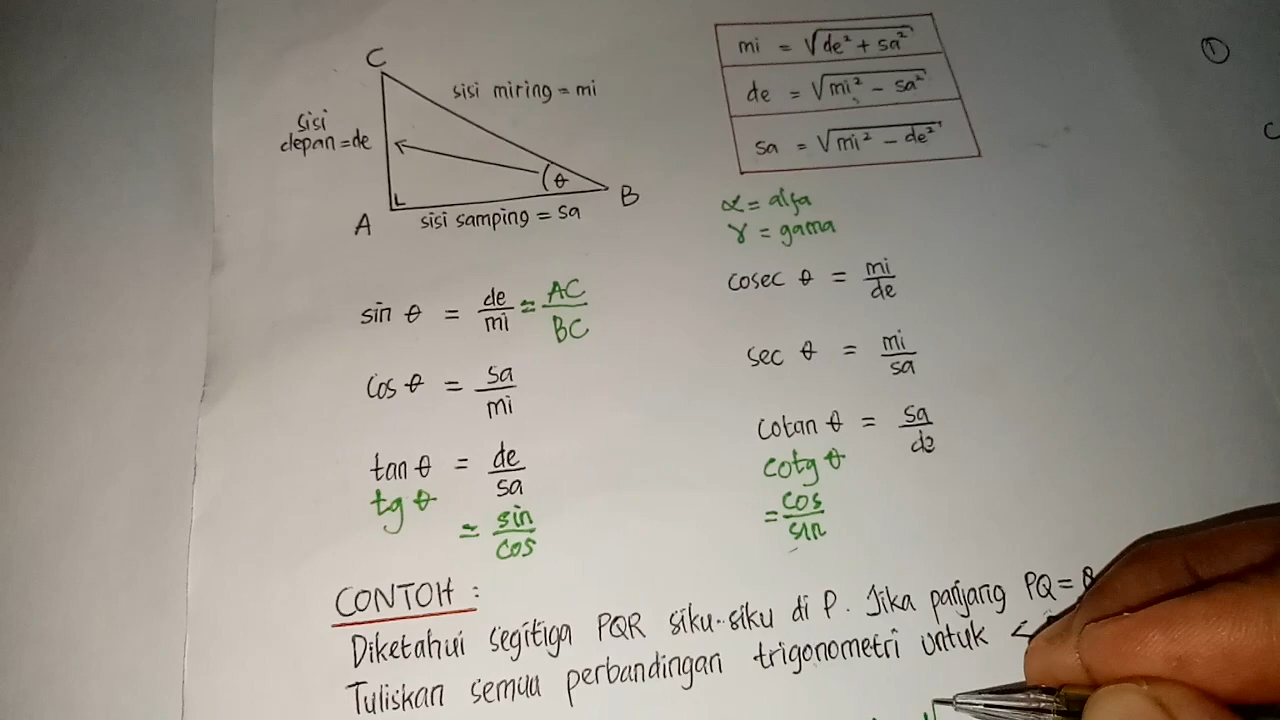 C
sisi miring = mi
sisi
depan = de
θ
B
A
sisi samping = sa
mi = √de² + sa²
de = √mi² - sa²
sa = √mi² - de²
①
C
α = alfa
γ = gama
sin θ = de/mi = AC/BC
cos θ = sa/mi
tan θ = de/sa
tg θ
= sin/cos
cosec θ = mi/de
sec θ = mi/sa
cotan θ = sa/de
cotg θ
= cos/sin
CONTOH :
Diketahui segitiga PQR siku-siku di P. Jika panjang PQ =
Tuliskan semua perbandingan trigonometri untuk <